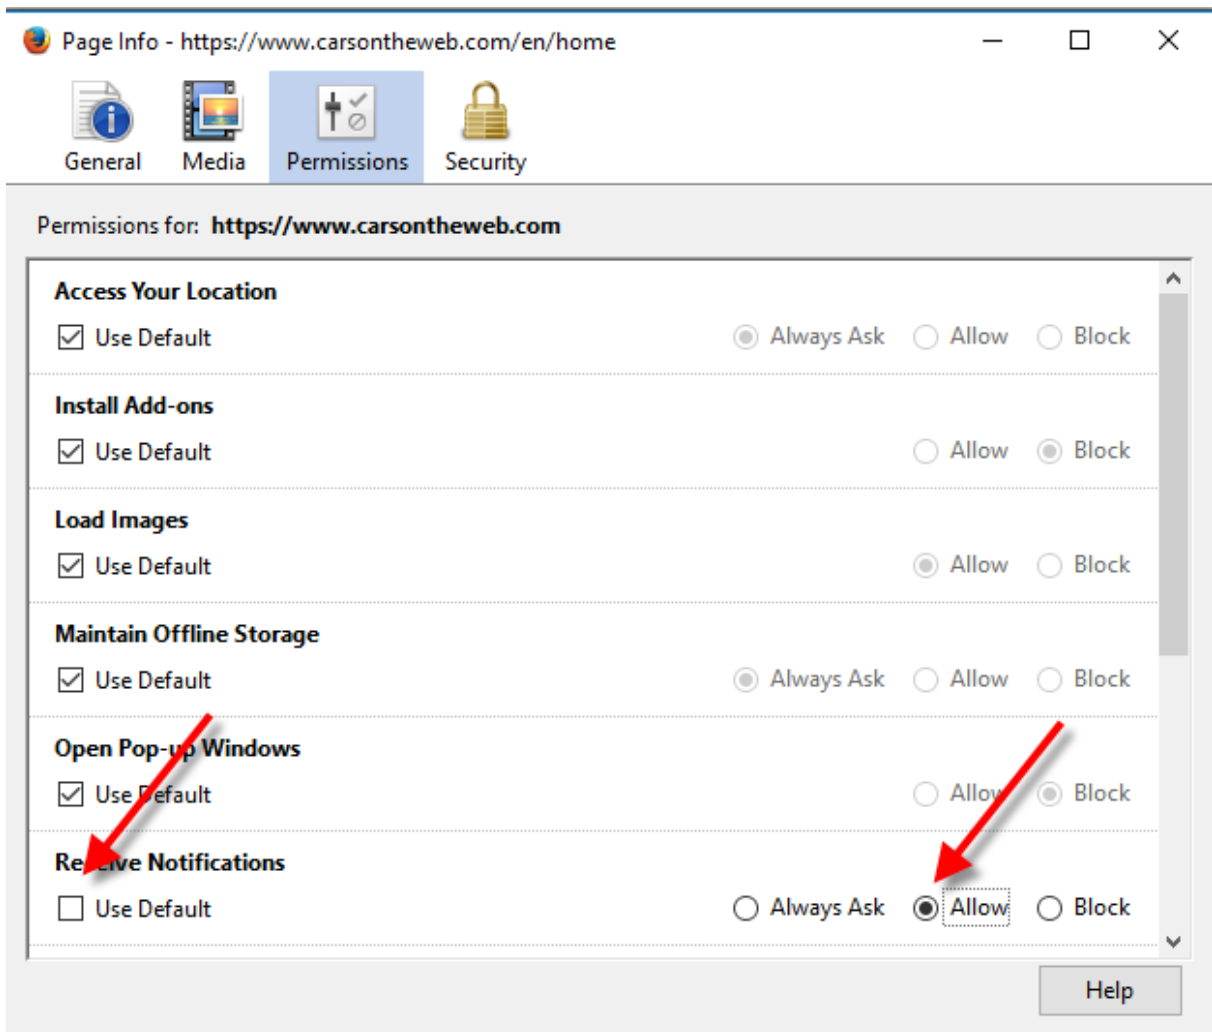 Page Info - https://www.carsontheweb.com/en/home
General Media Permissions Security
Permissions for: https://www.carsontheweb.com
Access Your Location
Use Default Always Ask Allow Block
Install Add-ons
Use Default Allow Block
Load Images
Use Default Allow Block
Maintain Offline Storage
Use Default Always Ask Allow Block
Open Pop-up Windows
Use Default Allow Block
Receive Notifications
Use Default Always Ask Allow Block
Help